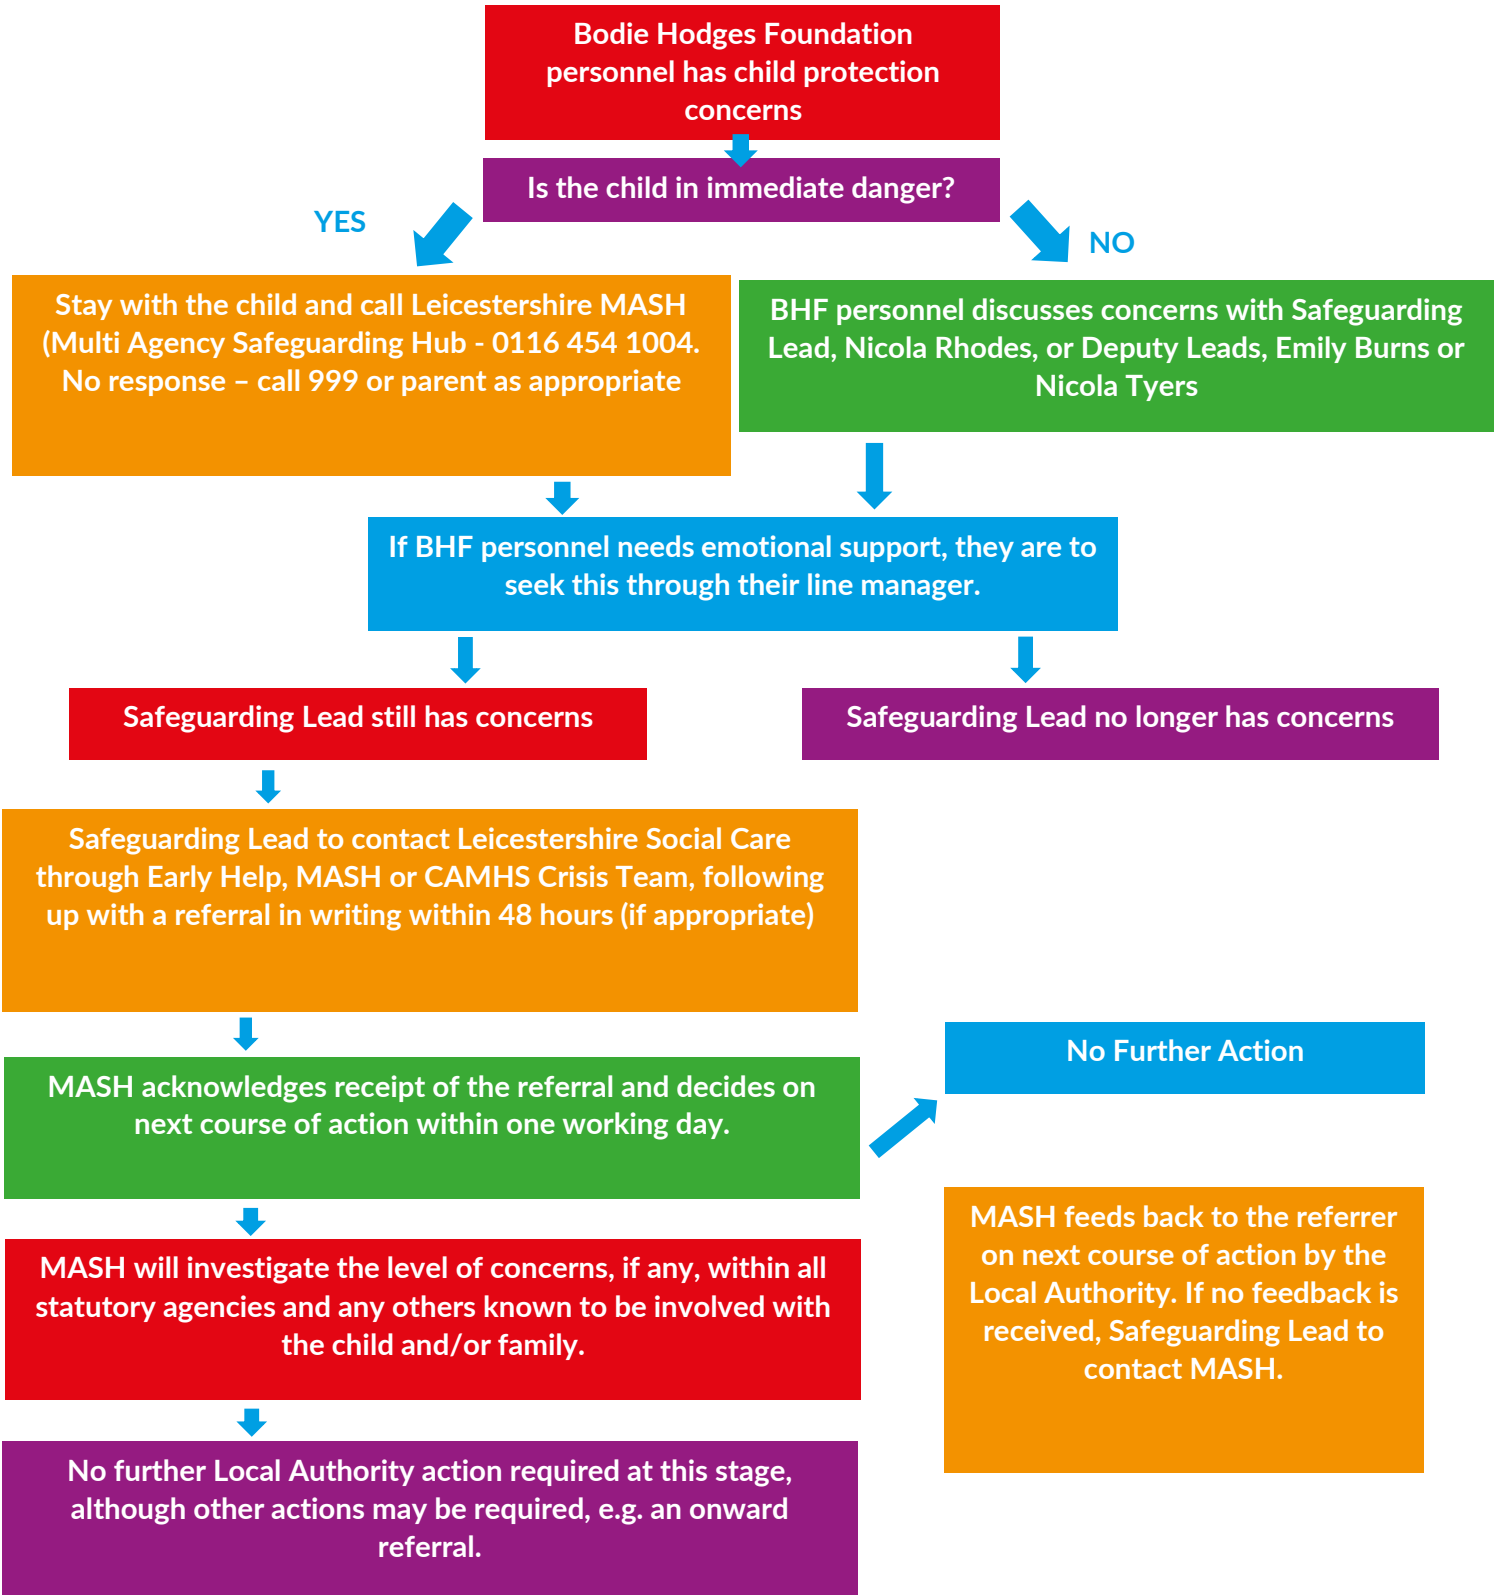 Bodie Hodges Foundation
personnel has child protection
concerns
Is the child in immediate danger?
YES
NO
Stay with the child and call Leicestershire MASH
(Multi Agency Safeguarding Hub - 0116 454 1004.
No response – call 999 or parent as appropriate
BHF personnel discusses concerns with Safeguarding
Lead, Nicola Rhodes, or Deputy Leads, Emily Burns or
Nicola Tyers
If BHF personnel needs emotional support, they are to
seek this through their line manager.
Safeguarding Lead still has concerns
Safeguarding Lead no longer has concerns
Safeguarding Lead to contact Leicestershire Social Care
through Early Help, MASH or CAMHS Crisis Team, following
up with a referral in writing within 48 hours (if appropriate)
MASH acknowledges receipt of the referral and decides on
next course of action within one working day.
No Further Action
MASH feeds back to the referrer
on next course of action by the
Local Authority. If no feedback is
received, Safeguarding Lead to
contact MASH.
MASH will investigate the level of concerns, if any, within all
statutory agencies and any others known to be involved with
the child and/or family.
No further Local Authority action required at this stage,
although other actions may be required, e.g. an onward
referral.